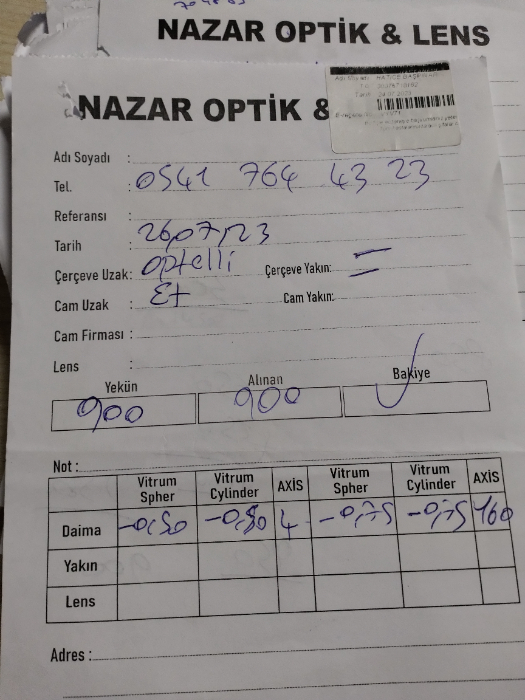 NAZAR OPTİK & LENS
NAZAR OPTİK &
Adı Soyadı :
Tel. : 0541 764 43 23
Referansı :
Tarih : 26,07,23
Çerçeve Uzak: optelli Çerçeve Yakın: =
Cam Uzak : Cam Yakın:
Cam Firması :
Lens :
Yekün Alınan Bakiye
900 900 ✓
Not :
Vitrum Spher Vitrum Cylinder AXİS Vitrum Spher Vitrum Cylinder AXİS
Daima -0,50 -0,50 4 -0,75 -0,75 160
Yakın
Lens
Adres :